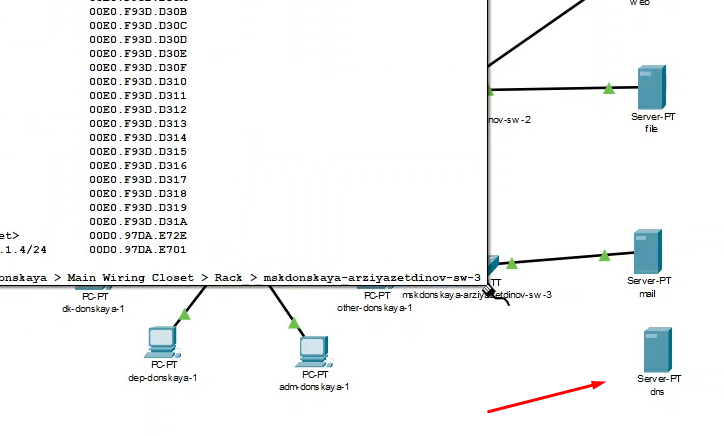 00E0.F93D.D30B
00E0.F93D.D30C
00E0.F93D.D30D
00E0.F93D.D30E
00E0.F93D.D30F
00E0.F93D.D310
00E0.F93D.D311
00E0.F93D.D312
00E0.F93D.D313
00E0.F93D.D314
00E0.F93D.D315
00E0.F93D.D316
00E0.F93D.D317
00E0.F93D.D318
00E0.F93D.D319
00E0.F93D.D31A
et> 00D0.97DA.E72E
.1.4/24 00D0.97DA.E701
onskaya > Main Wiring Closet > Rack > mskdonskaya-arziyazetdinov-sw-3
web
Server-PT
file
nov-sw-2
TT
mskdonskaya-arziyazetdinov-sw-3
Server-PT
mail
PC-PT
dk-donskaya-1
PC-PT
other-donskaya-1
PC-PT
dep-donskaya-1
PC-PT
adm-donskaya-1
Server-PT
dns